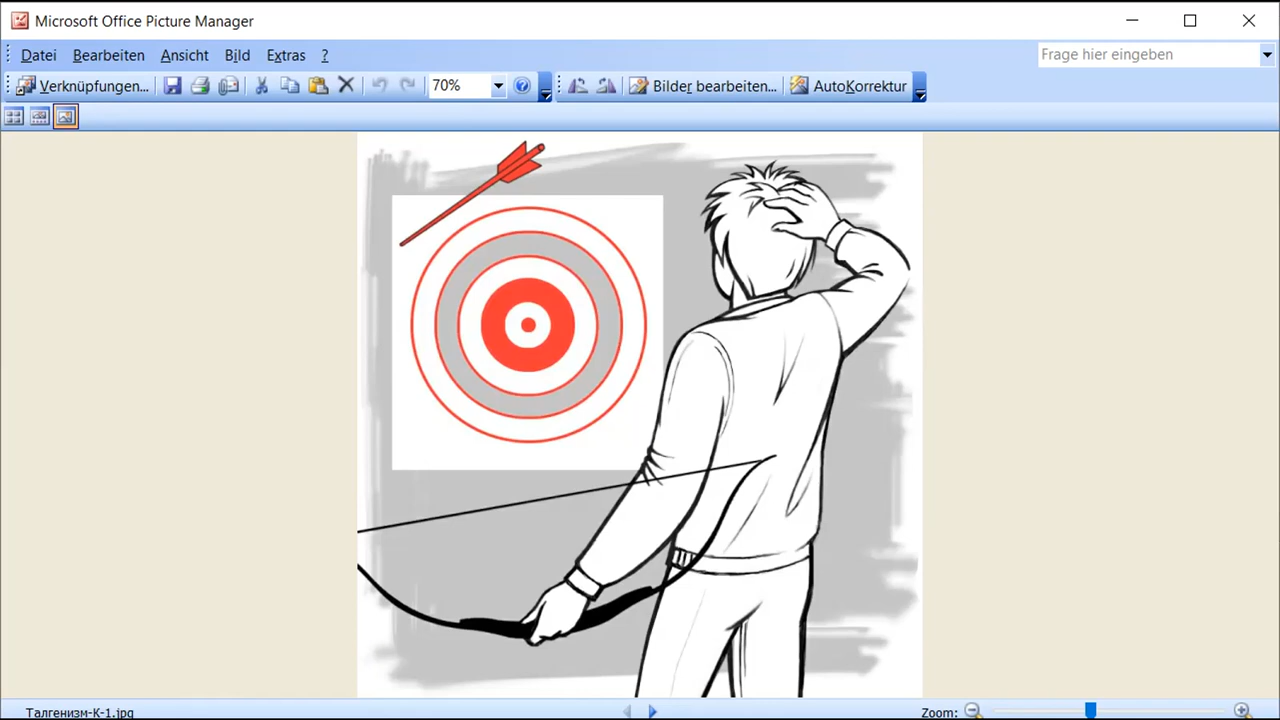 Microsoft Office Picture Manager
Datei Bearbeiten Ansicht Bild Extras ? Frage hier eingeben
Verknüpfungen... 70% Bilder bearbeiten... AutoKorrektur
Талгенизм-К-1.jpg Zoom: